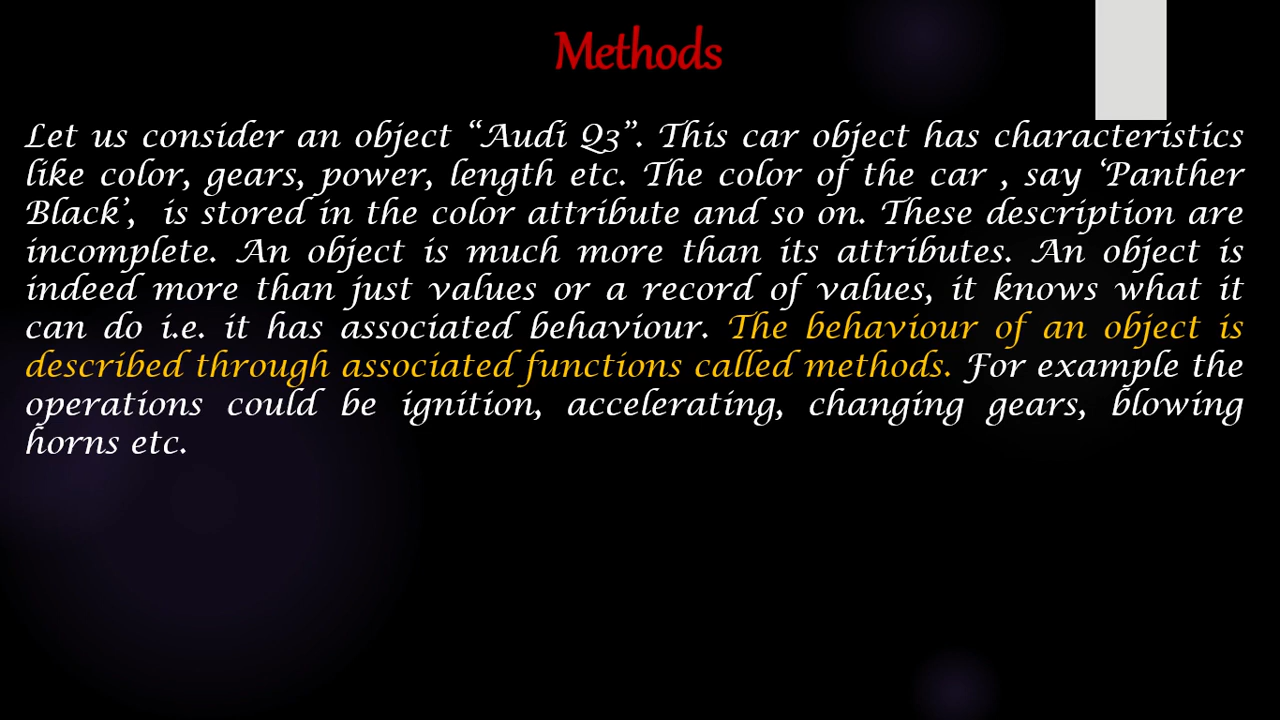 Methods
Let us consider an object “Audi Q3”. This car object has characteristics
like color, gears, power, length etc. The color of the car , say ‘Panther
Black’, is stored in the color attribute and so on. These description are
incomplete. An object is much more than its attributes. An object is
indeed more than just values or a record of values, it knows what it
can do i.e. it has associated behaviour. The behaviour of an object is
described through associated functions called methods. For example the
operations could be ignition, accelerating, changing gears, blowing
horns etc.